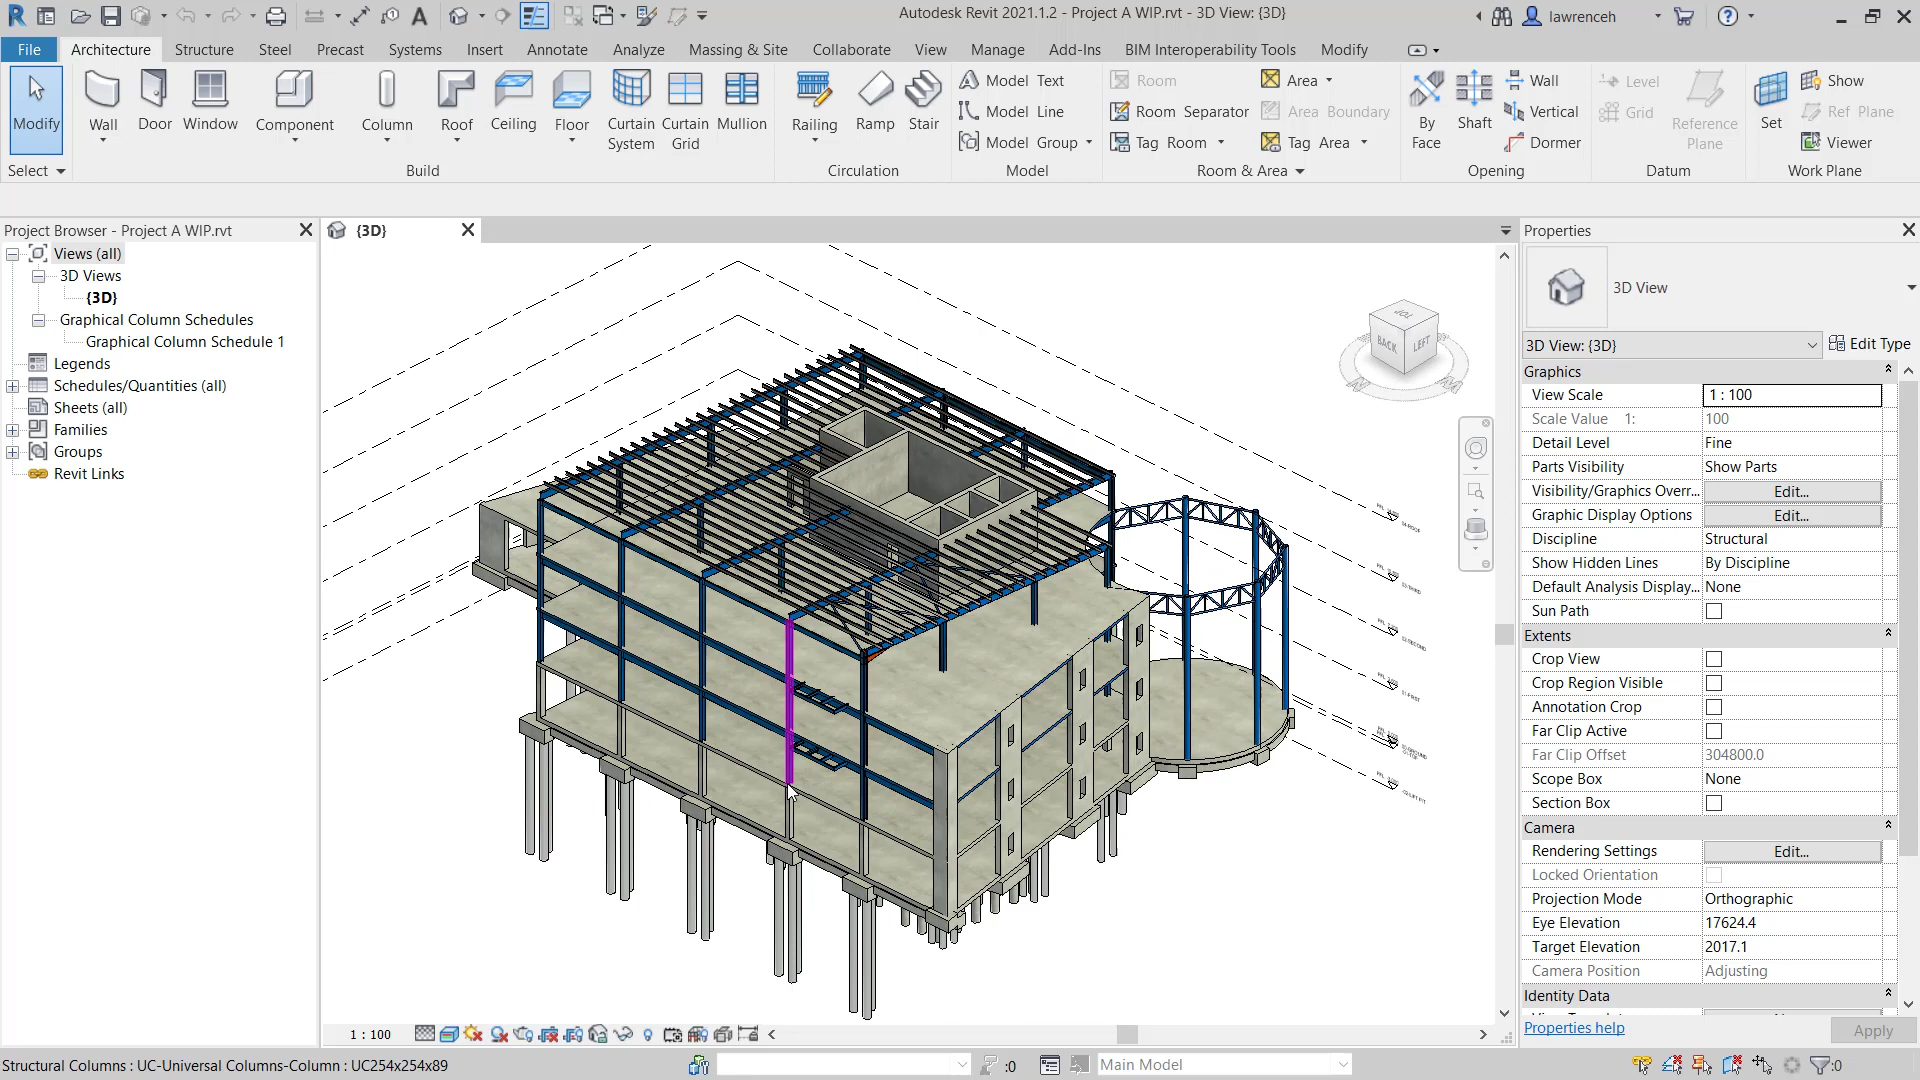 Autodesk Revit 2021.1.2 - Project A WIP.rvt - 3D View: {3D}
lawrenceh
File Architecture Structure Steel Precast Systems Insert Annotate Analyze Massing & Site Collaborate View Manage Add-Ins BIM Interoperability Tools Modify
Modify
Wall
Door
Window
Component
Column
Roof
Ceiling
Floor
Curtain System
Curtain Grid
Mullion
Railing
Ramp
Stair
Model Text
Model Line
Model Group
Room
Room Separator
Tag Room
Area
Area Boundary
Tag Area
By Face
Shaft
Wall
Vertical
Dormer
Level
Grid
Reference Plane
Set
Show
Ref Plane
Viewer
Select Build Circulation Model Room & Area Opening Datum Work Plane
Project Browser - Project A WIP.rvt
Views (all)
3D Views
{3D}
Graphical Column Schedules
Graphical Column Schedule 1
Legends
Schedules/Quantities (all)
Sheets (all)
Families
Groups
Revit Links
{3D}
TOP
BACK
LEFT
Properties
3D View
3D View: {3D} Edit Type
Graphics
View Scale 1 : 100
Scale Value 1: 100
Detail Level Fine
Parts Visibility Show Parts
Visibility/Graphics Overr... Edit...
Graphic Display Options Edit...
Discipline Structural
Show Hidden Lines By Discipline
Default Analysis Display... None
Sun Path
Extents
Crop View
Crop Region Visible
Annotation Crop
Far Clip Active
Far Clip Offset 304800.0
Scope Box None
Section Box
Camera
Rendering Settings Edit...
Locked Orientation
Projection Mode Orthographic
Eye Elevation 17624.4
Target Elevation 2017.1
Camera Position Adjusting
Identity Data
Properties help Apply
1 : 100
Structural Columns : UC-Universal Columns-Column : UC254x254x89
:0
Main Model
:0